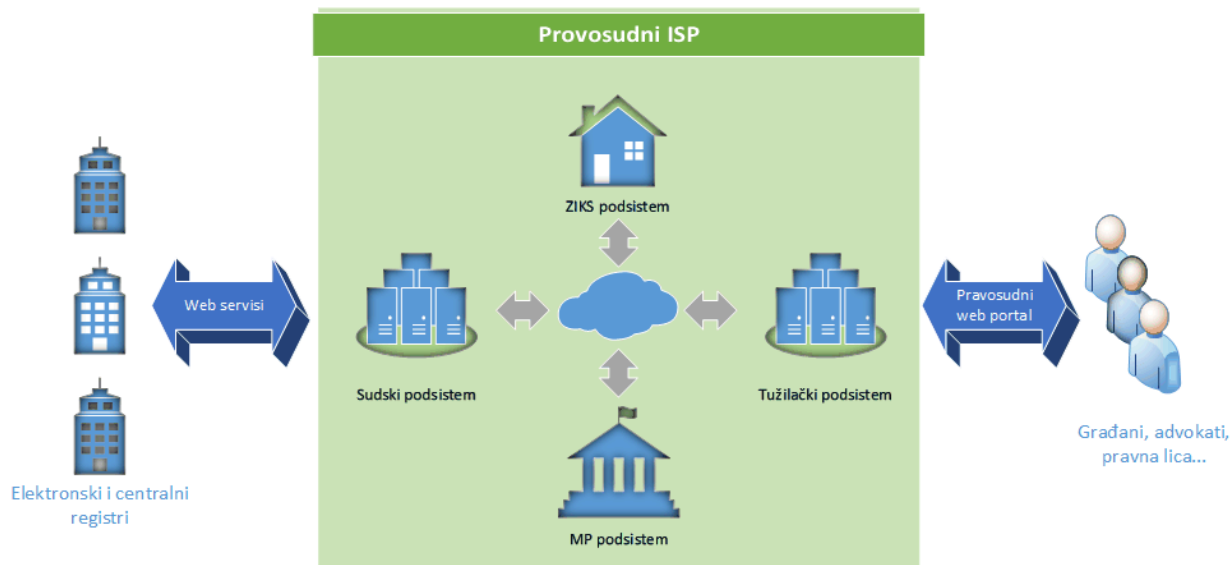 Provosudni ISP
ZIKS podsistem
Web servisi
Pravosudni
web portal
Sudski podsistem
Tužilački podsistem
Građani, advokati,
pravna lica...
Elektronski i centralni
registri
MP podsistem